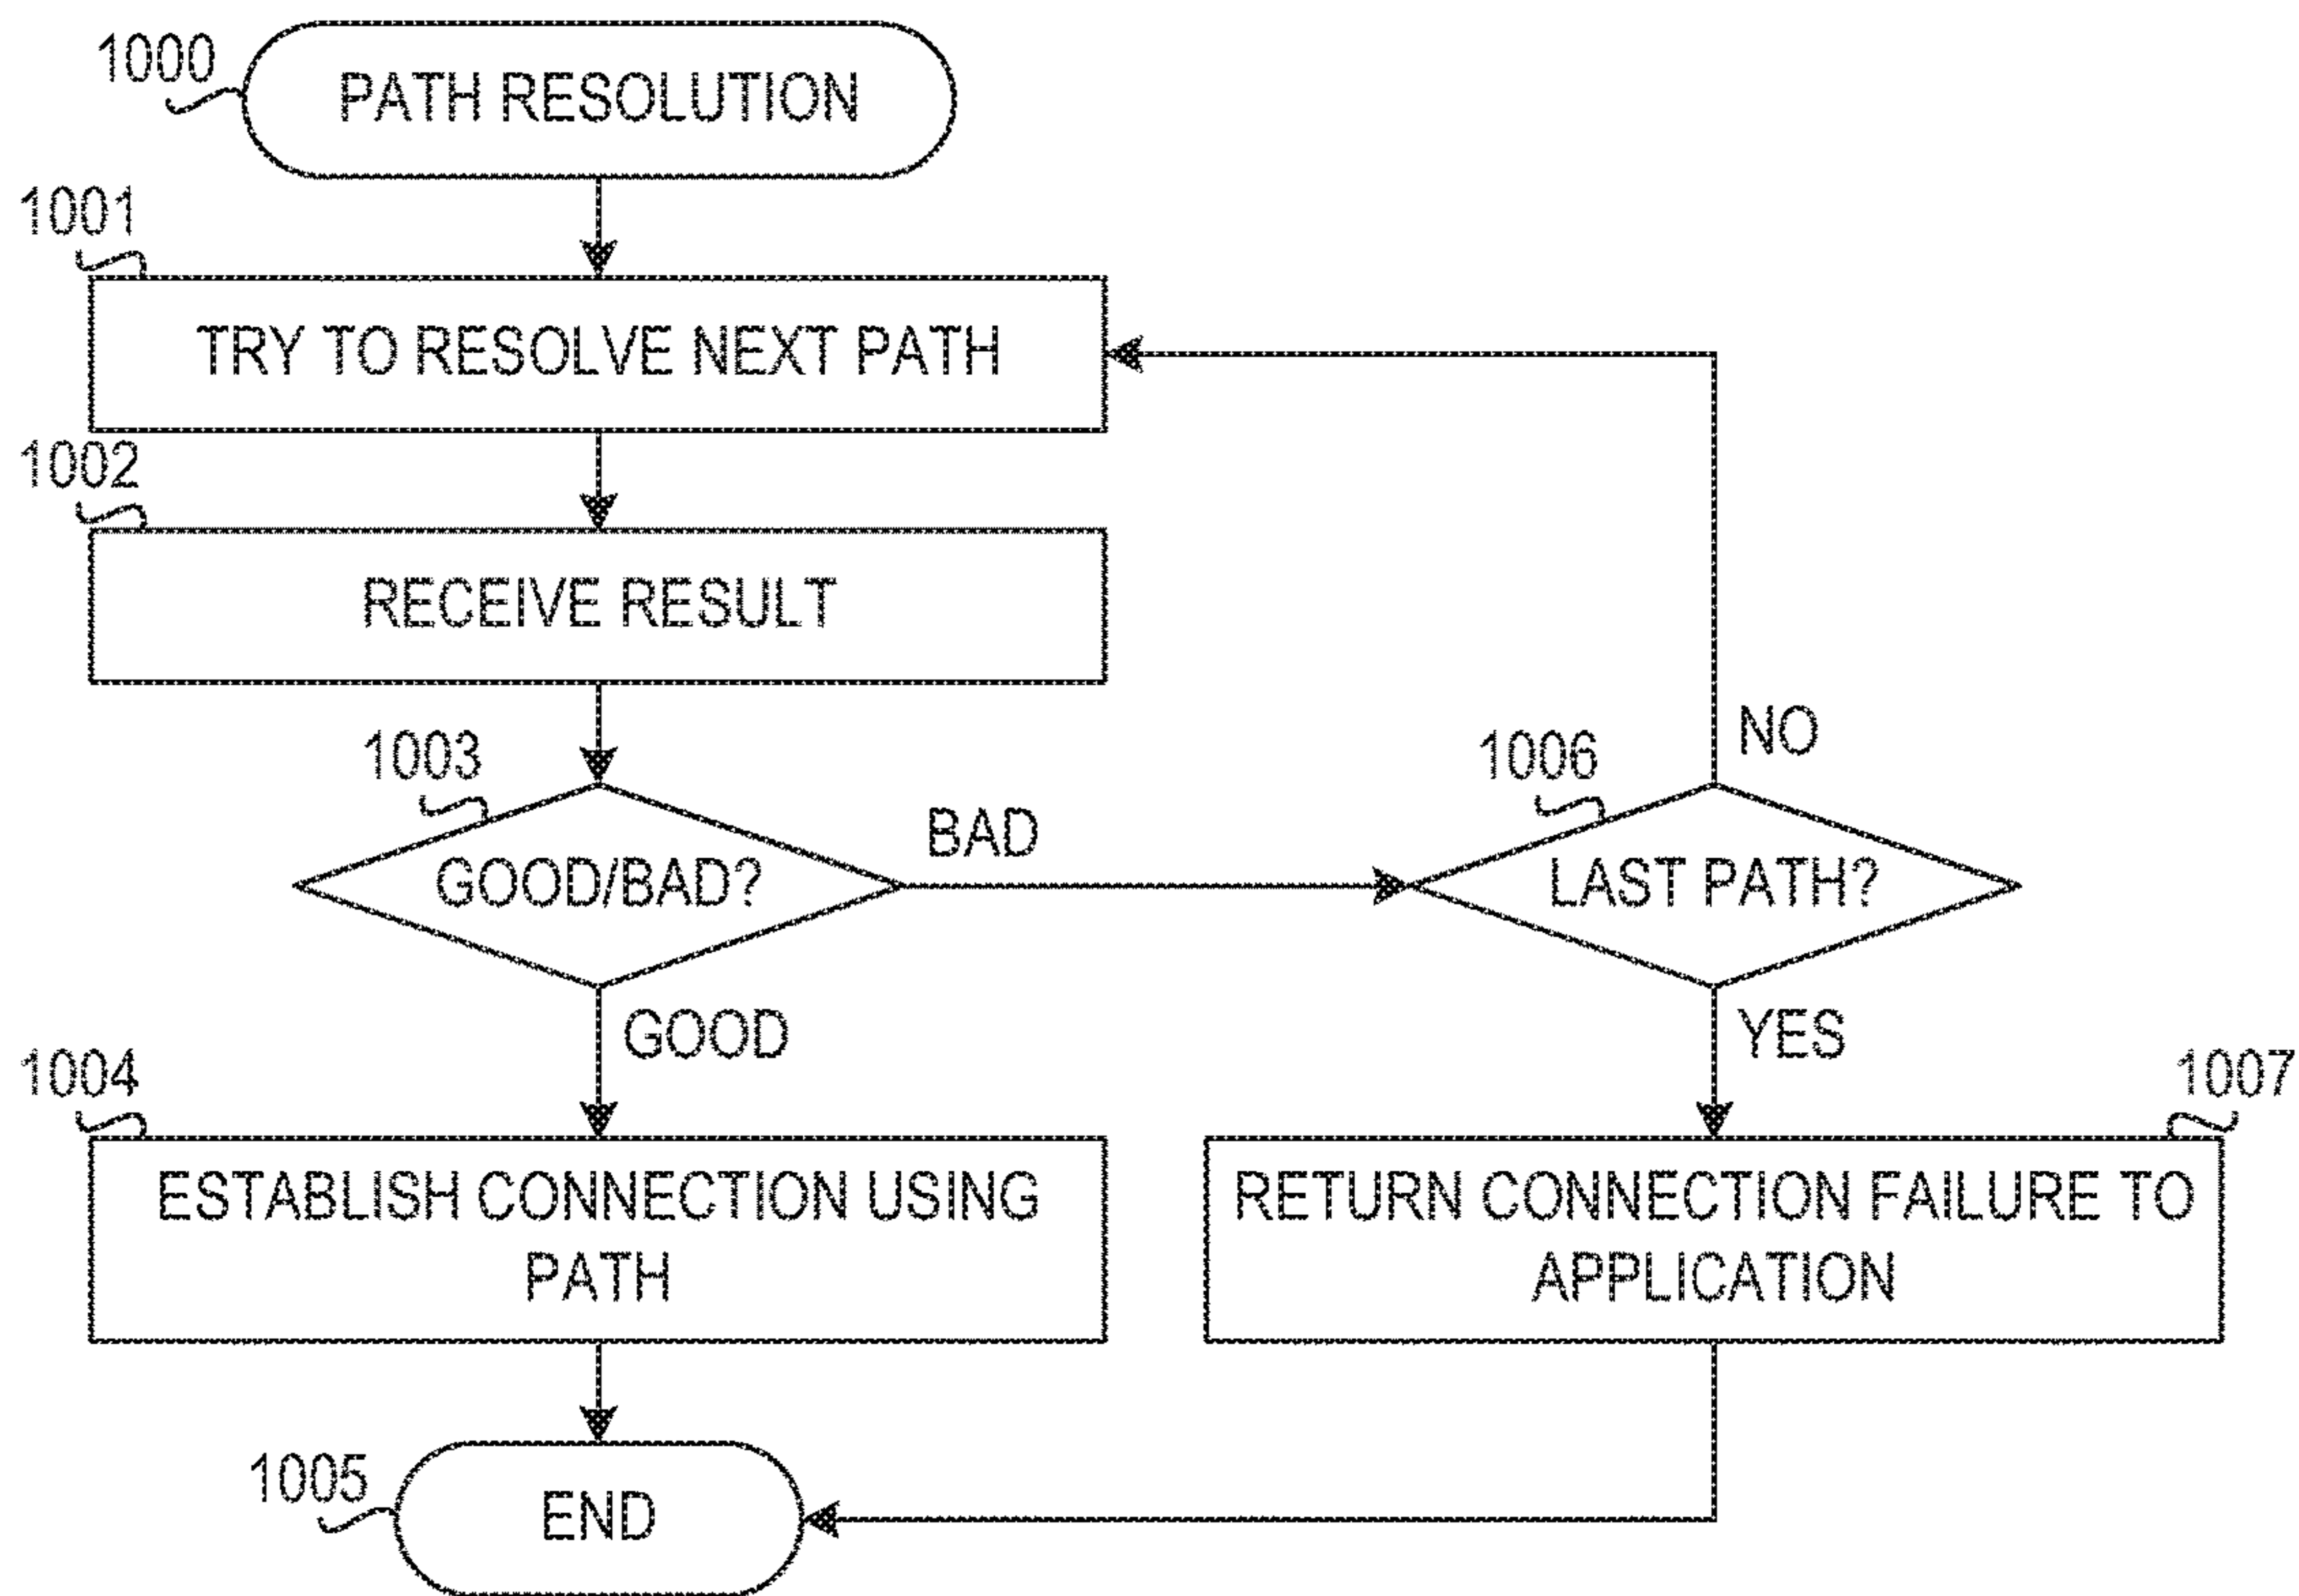 1000
PATH RESOLUTION
1001
TRY TO RESOLVE NEXT PATH
1002
RECEIVE RESULT
1003
GOOD/BAD?
BAD
1006
LAST PATH?
NO
GOOD
YES
1004
ESTABLISH CONNECTION USING
PATH
1007
RETURN CONNECTION FAILURE TO
APPLICATION
1005
END